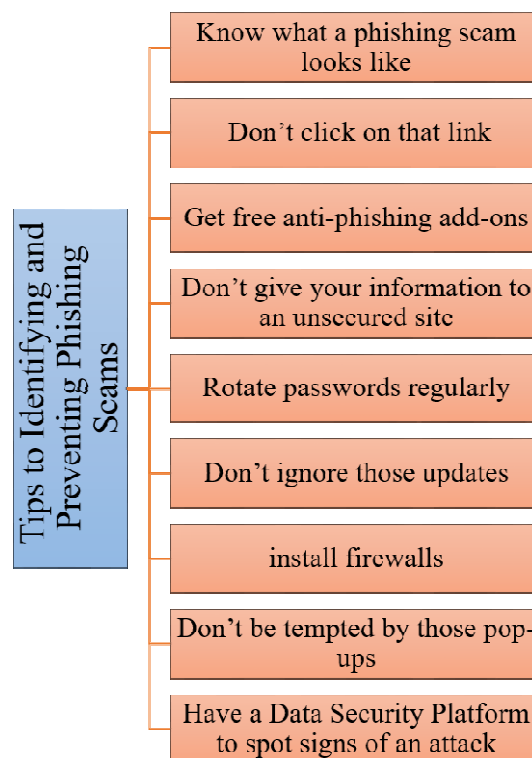 Tips to Identifying and
Preventing Phishing
Scams
Know what a phishing scam
looks like
Don’t click on that link
Get free anti-phishing add-ons
Don’t give your information to
an unsecured site
Rotate passwords regularly
Don’t ignore those updates
install firewalls
Don’t be tempted by those pop-
ups
Have a Data Security Platform
to spot signs of an attack